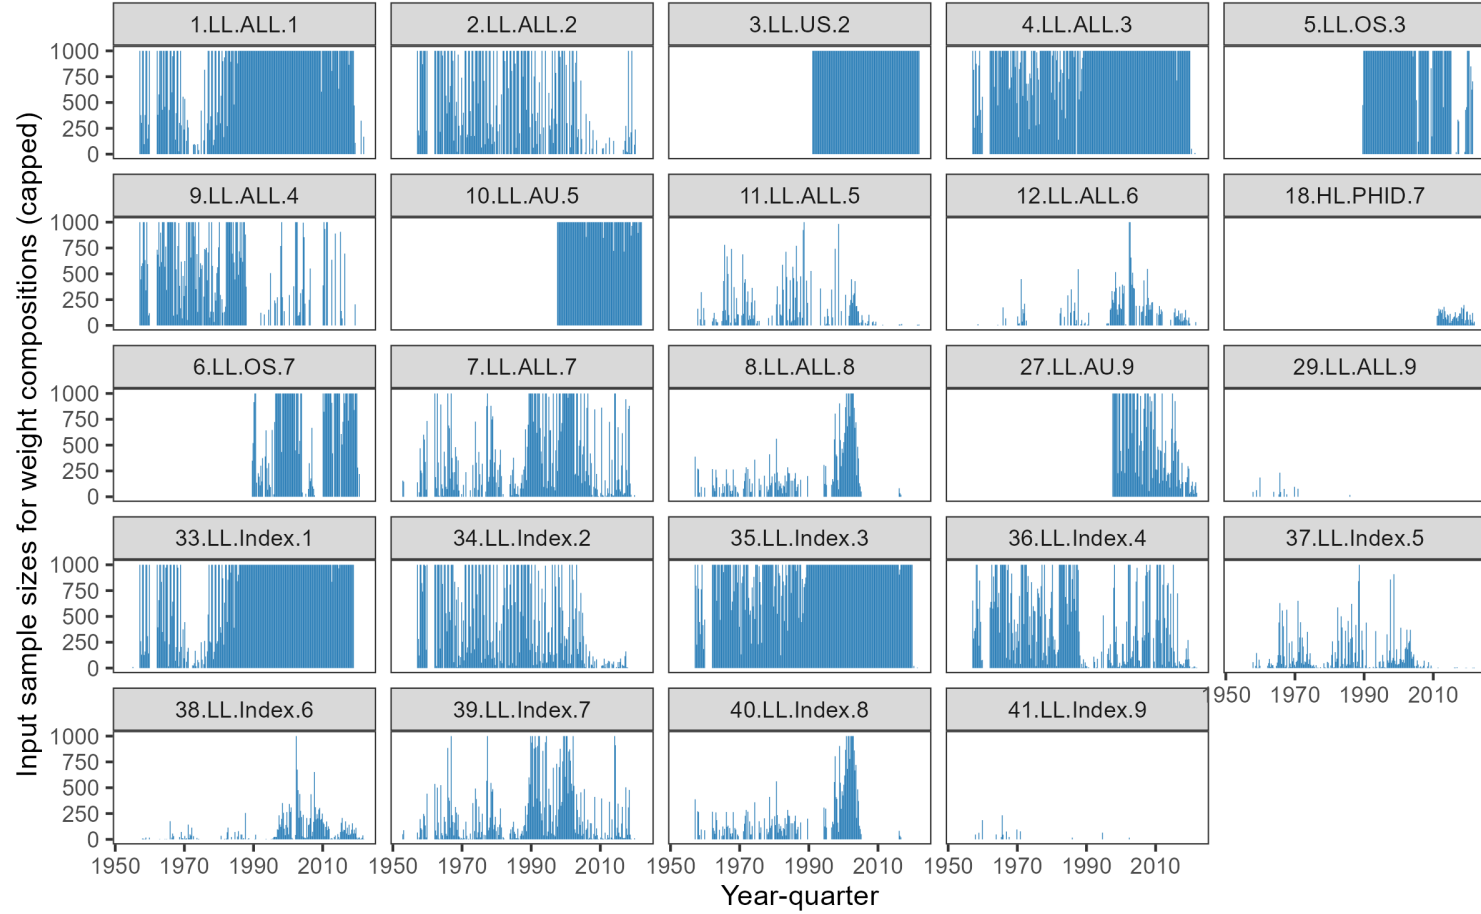 Input sample sizes for weight compositions (capped)
1.LL.ALL.1 2.LL.ALL.2 3.LL.US.2 4.LL.ALL.3 5.LL.OS.3
1000
750
500
250
0
9.LL.ALL.4 10.LL.AU.5 11.LL.ALL.5 12.LL.ALL.6 18.HL.PHID.7
1000
750
500
250
0
6.LL.OS.7 7.LL.ALL.7 8.LL.ALL.8 27.LL.AU.9 29.LL.ALL.9
1000
750
500
250
0
33.LL.Index.1 34.LL.Index.2 35.LL.Index.3 36.LL.Index.4 37.LL.Index.5
1000
750
500
250
0
1950 1970 1990 2010
38.LL.Index.6 39.LL.Index.7 40.LL.Index.8 41.LL.Index.9
1000
750
500
250
0
1950 1970 1990 2010 1950 1970 1990 2010 1950 1970 1990 2010 1950 1970 1990 2010
Year-quarter